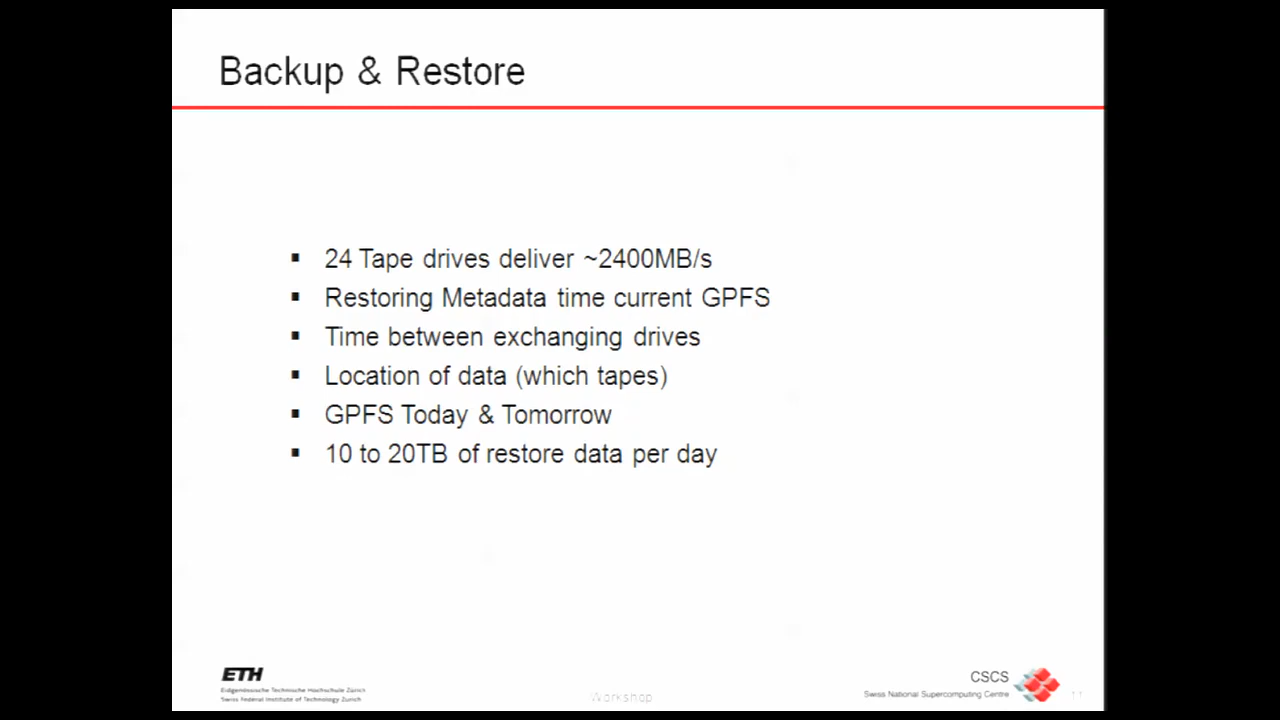 Backup & Restore
▪ 24 Tape drives deliver ~2400MB/s
▪ Restoring Metadata time current GPFS
▪ Time between exchanging drives
▪ Location of data (which tapes)
▪ GPFS Today & Tomorrow
▪ 10 to 20TB of restore data per day
ETH
Eidgenössische Technische Hochschule Zürich
Swiss Federal Institute of Technology Zurich
Workshop
CSCS
Swiss National Supercomputing Centre
11